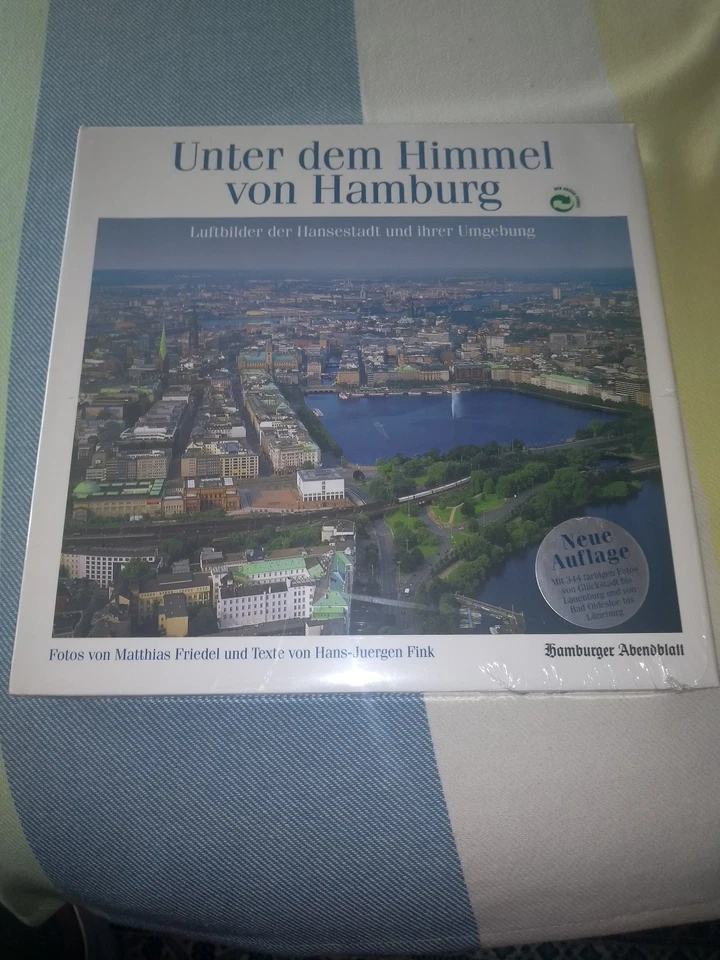 Unter dem Himmel
von Hamburg
Luftbilder der Hansestadt und ihrer Umgebung
Neue
Auflage
Mit 344 farbigen Fotos
von Glückstadt bis
Lauenburg und von
Bad Oldesloe bis
Lüneburg
Fotos von Matthias Friedel und Texte von Hans-Juergen Fink
Hamburger Abendblatt